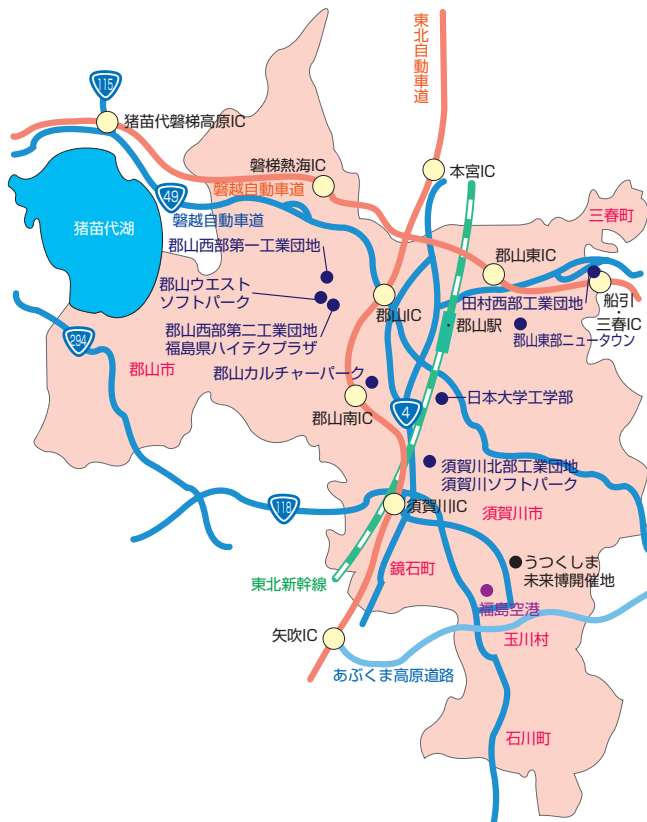 東北自動車道
115
猪苗代磐梯高原IC
磐梯熱海IC
本宮IC
磐越自動車道
49
磐越自動車道
三春町
猪苗代湖
郡山西部第一工業団地
郡山東IC
郡山ウエスト
ソフトパーク
田村西部工業団地
船引・
三春IC
郡山IC
郡山西部第二工業団地
福島県ハイテクプラザ
郡山駅
郡山東部ニュータウン
294
郡山市
郡山カルチャーパーク
日本大学工学部
郡山南IC
4
須賀川北部工業団地
須賀川ソフトパーク
118
須賀川IC
須賀川市
うつくしま
未来博開催地
鏡石町
東北新幹線
福島空港
矢吹IC
玉川村
あぶくま高原道路
石川町